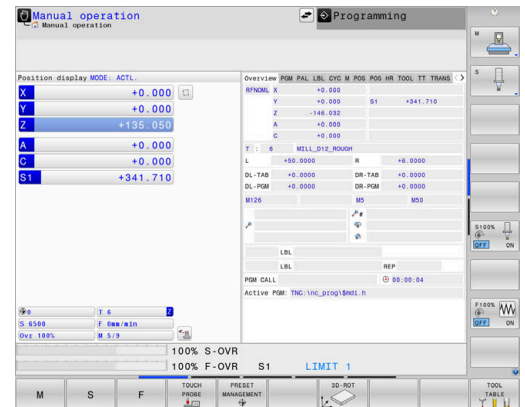 Manual operation
Manual operation
Programming
Position display MODE: ACTL.
X +0.000
Y +0.000
Z +135.050
A +0.000
C +0.000
S1 +341.710
0 T 6 Z
S 6500 F 0mm/min
Ovr 100% M 5/9
Overview PGM PAL LBL CYC M POS POS HR TOOL TT TRANS
RFNOML X +0.000
Y +0.000 S1 +341.710
Z -146.032
A +0.000
C +0.000
T : 6 MILL_D12_ROUGH
L +50.0000 R +6.0000
DL-TAB +0.0000 DR-TAB +0.0000
DL-PGM +0.0000 DR-PGM +0.0000
M126 M5 M50
P
P#
LBL
LBL REP
PGM CALL 00:00:04
Active PGM: TNC:\nc_prog\$mdi.h
100% S-OVR
100% F-OVR S1 LIMIT 1
M
S
S100%
OFF ON
F100%
OFF ON
M S F TOUCH PROBE PRESET MANAGEMENT 3D-ROT TOOL TABLE